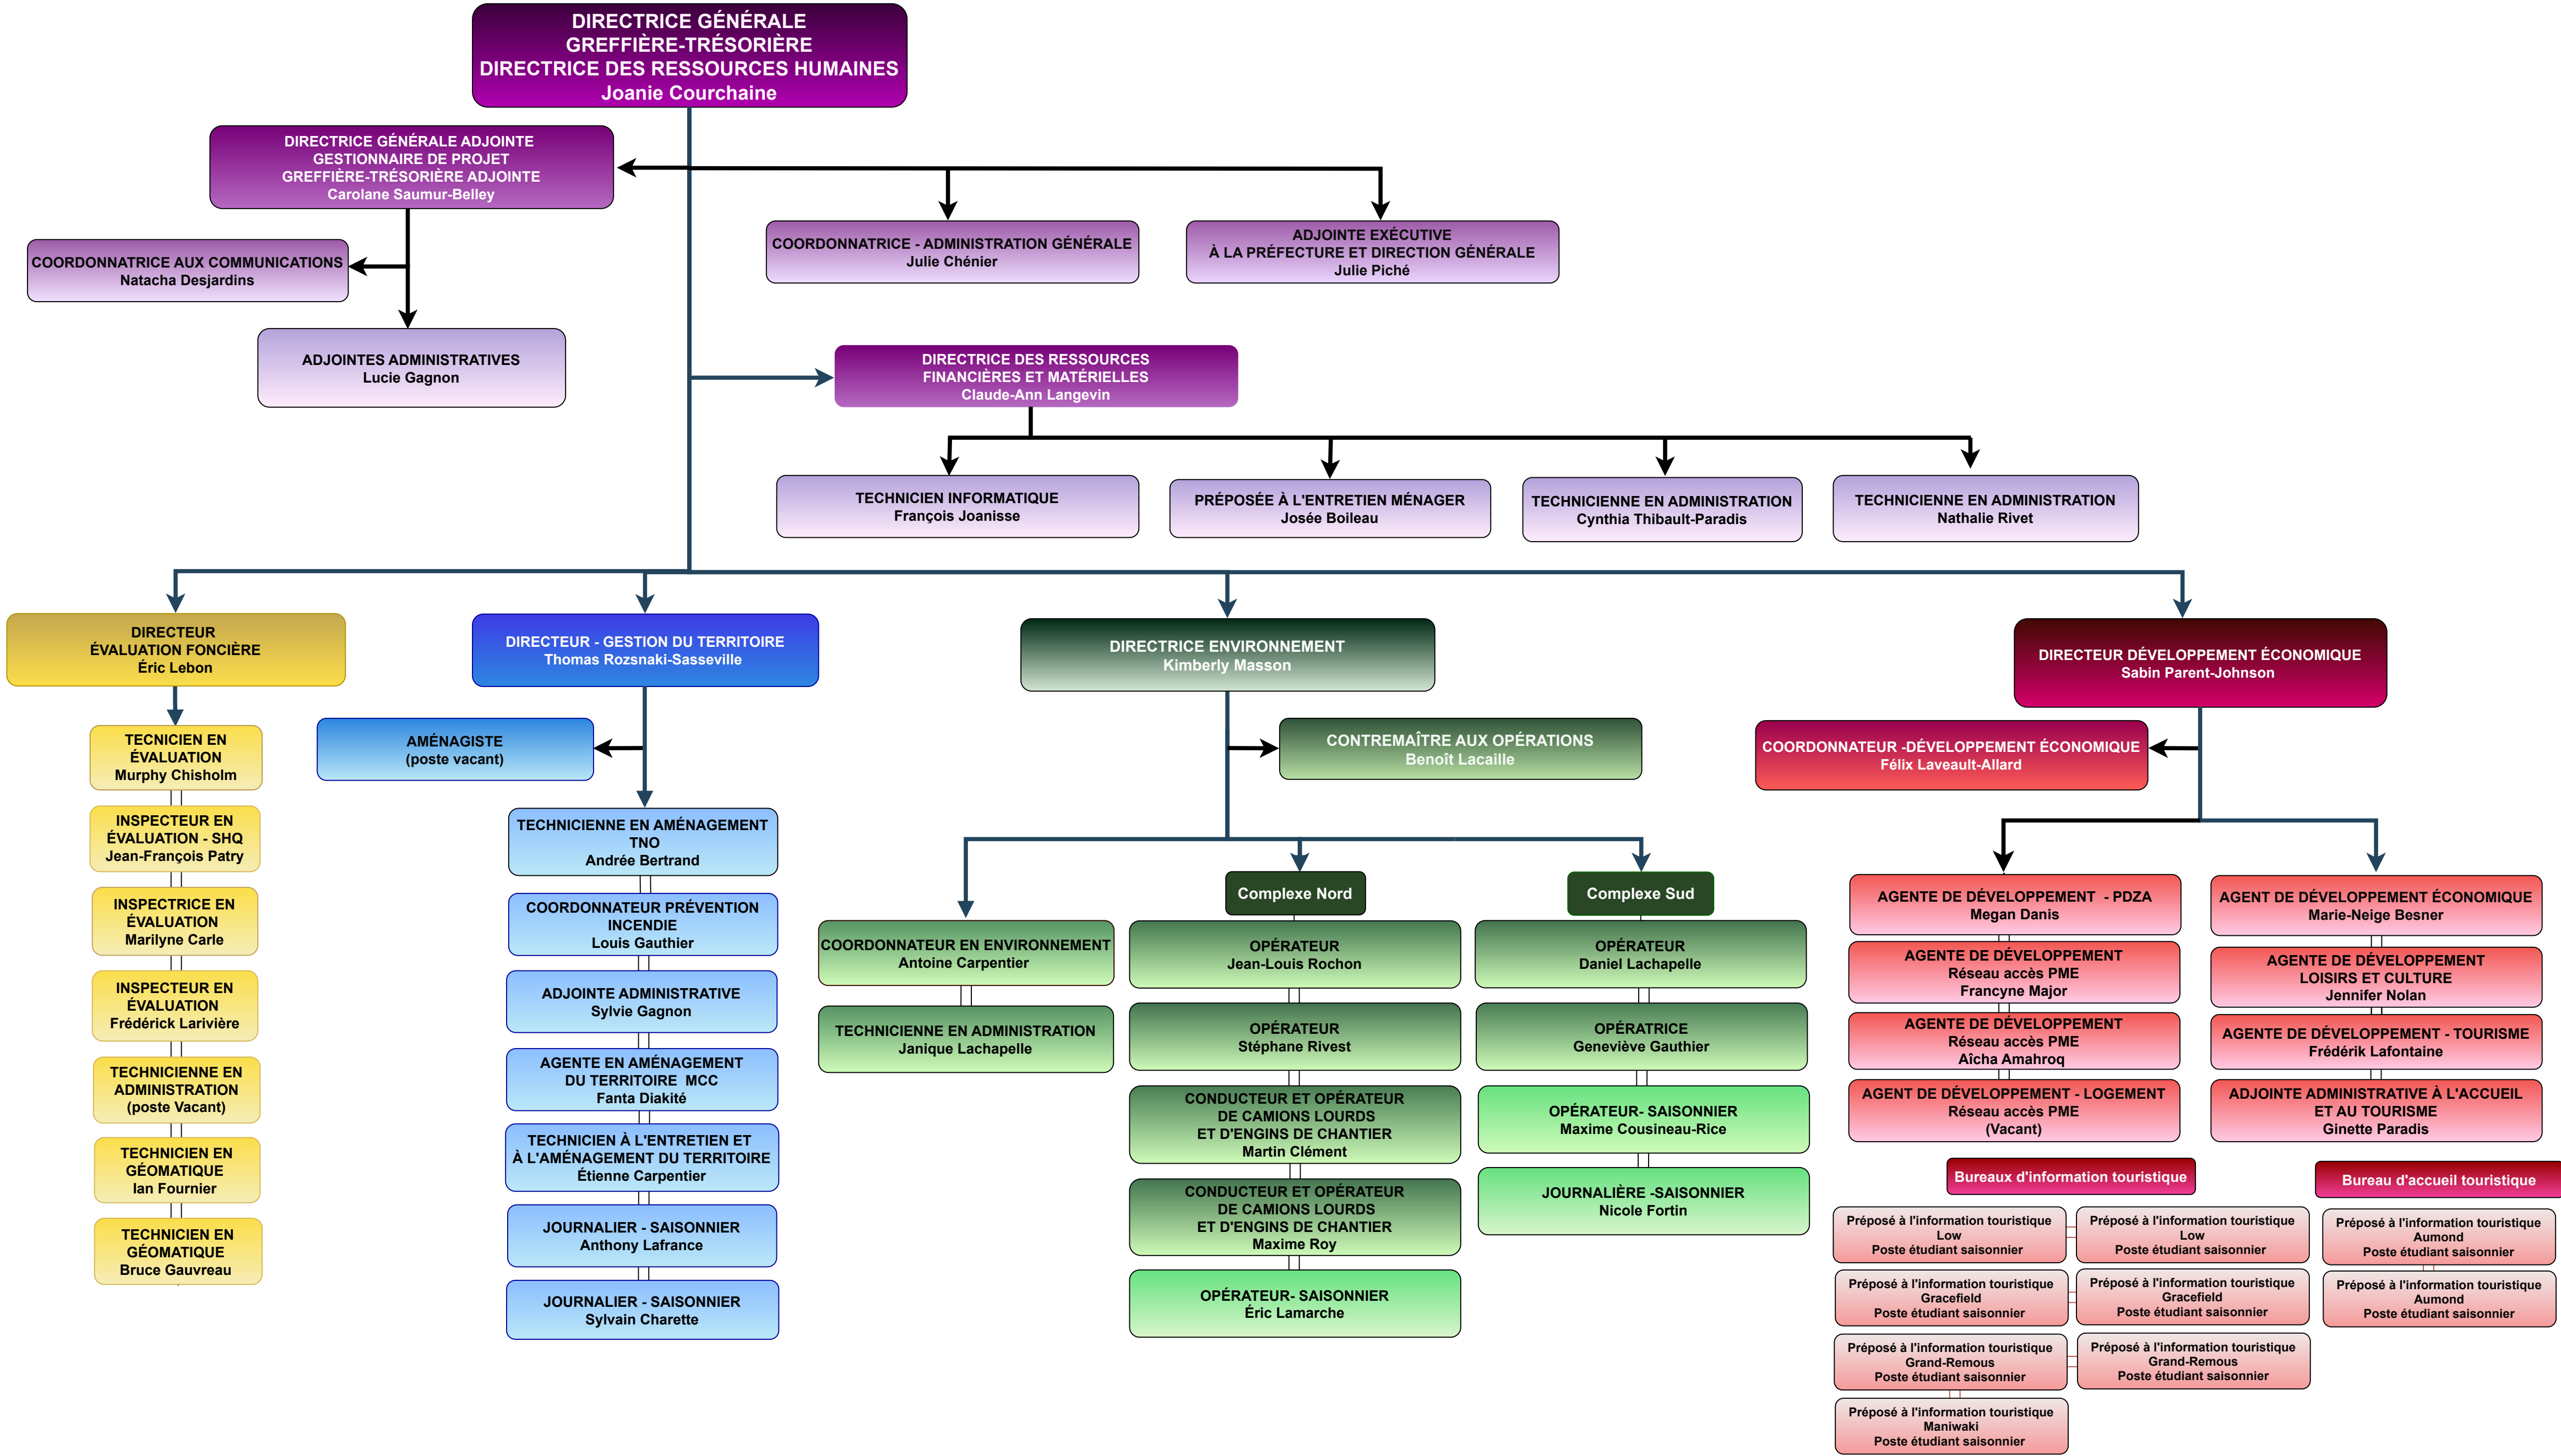 DIRECTRICE GÉNÉRALE
GREFFIÈRE-TRÉSORIÈRE
DIRECTRICE DES RESSOURCES HUMAINES
Joanie Courchaine
DIRECTRICE GÉNÉRALE ADJOINTE
GESTIONNAIRE DE PROJET
GREFFIÈRE-TRÉSORIÈRE ADJOINTE
Carolane Saumur-Belley
COORDONNATRICE - ADMINISTRATION GÉNÉRALE
Julie Chénier
ADJOINTE EXÉCUTIVE
À LA PRÉFECTURE ET DIRECTION GÉNÉRALE
Julie Piché
COORDONNATRICE AUX COMMUNICATIONS
Natacha Desjardins
ADJOINTES ADMINISTRATIVES
Lucie Gagnon
DIRECTRICE DES RESSOURCES
FINANCIÈRES ET MATÉRIELLES
Claude-Ann Langevin
TECHNICIEN INFORMATIQUE
François Joanisse
PRÉPOSÉE À L'ENTRETIEN MÉNAGER
Josée Boileau
TECHNICIENNE EN ADMINISTRATION
Cynthia Thibault-Paradis
TECHNICIENNE EN ADMINISTRATION
Nathalie Rivet
DIRECTEUR
ÉVALUATION FONCIÈRE
Éric Lebon
TECNICIEN EN
ÉVALUATION
Murphy Chisholm
INSPECTEUR EN
ÉVALUATION - SHQ
Jean-François Patry
INSPECTRICE EN
ÉVALUATION
Marilyne Carle
INSPECTEUR EN
ÉVALUATION
Frédérick Larivière
TECHNICIENNE EN
ADMINISTRATION
(poste Vacant)
TECHNICIEN EN
GÉOMATIQUE
Ian Fournier
TECHNICIEN EN
GÉOMATIQUE
Bruce Gauvreau
DIRECTEUR - GESTION DU TERRITOIRE
Thomas Rozsnaki-Sasseville
AMÉNAGISTE
(poste vacant)
TECHNICIENNE EN AMÉNAGEMENT
TNO
Andrée Bertrand
COORDONNATEUR PRÉVENTION
INCENDIE
Louis Gauthier
ADJOINTE ADMINISTRATIVE
Sylvie Gagnon
AGENTE EN AMÉNAGEMENT
DU TERRITOIRE MCC
Fanta Diakité
TECHNICIEN À L'ENTRETIEN ET
À L'AMÉNAGEMENT DU TERRITOIRE
Étienne Carpentier
JOURNALIER - SAISONNIER
Anthony Lafrance
JOURNALIER - SAISONNIER
Sylvain Charette
DIRECTRICE ENVIRONNEMENT
Kimberly Masson
CONTREMAÎTRE AUX OPÉRATIONS
Benoît Lacaille
COORDONNATEUR EN ENVIRONNEMENT
Antoine Carpentier
TECHNICIENNE EN ADMINISTRATION
Janique Lachapelle
Complexe Nord
OPÉRATEUR
Jean-Louis Rochon
OPÉRATEUR
Stéphane Rivest
CONDUCTEUR ET OPÉRATEUR
DE CAMIONS LOURDS
ET D'ENGINS DE CHANTIER
Martin Clément
CONDUCTEUR ET OPÉRATEUR
DE CAMIONS LOURDS
ET D'ENGINS DE CHANTIER
Maxime Roy
OPÉRATEUR- SAISONNIER
Éric Lamarche
Complexe Sud
OPÉRATEUR
Daniel Lachapelle
OPÉRATRICE
Geneviève Gauthier
OPÉRATEUR- SAISONNIER
Maxime Cousineau-Rice
JOURNALIÈRE -SAISONNIER
Nicole Fortin
DIRECTEUR DÉVELOPPEMENT ÉCONOMIQUE
Sabin Parent-Johnson
COORDONNATEUR -DÉVELOPPEMENT ÉCONOMIQUE
Félix Laveault-Allard
AGENTE DE DÉVELOPPEMENT - PDZA
Megan Danis
AGENTE DE DÉVELOPPEMENT
Réseau accès PME
Francyne Major
AGENTE DE DÉVELOPPEMENT
Réseau accès PME
Aîcha Amahroq
AGENT DE DÉVELOPPEMENT - LOGEMENT
Réseau accès PME
(Vacant)
AGENT DE DÉVELOPPEMENT ÉCONOMIQUE
Marie-Neige Besner
AGENTE DE DÉVELOPPEMENT
LOISIRS ET CULTURE
Jennifer Nolan
AGENTE DE DÉVELOPPEMENT - TOURISME
Frédérik Lafontaine
ADJOINTE ADMINISTRATIVE À L'ACCUEIL
ET AU TOURISME
Ginette Paradis
Bureaux d'information touristique
Préposé à l'information touristique
Low
Poste étudiant saisonnier
Préposé à l'information touristique
Low
Poste étudiant saisonnier
Préposé à l'information touristique
Gracefield
Poste étudiant saisonnier
Préposé à l'information touristique
Gracefield
Poste étudiant saisonnier
Préposé à l'information touristique
Grand-Remous
Poste étudiant saisonnier
Préposé à l'information touristique
Grand-Remous
Poste étudiant saisonnier
Préposé à l'information touristique
Maniwaki
Poste étudiant saisonnier
Bureau d'accueil touristique
Préposé à l'information touristique
Aumond
Poste étudiant saisonnier
Préposé à l'information touristique
Aumond
Poste étudiant saisonnier